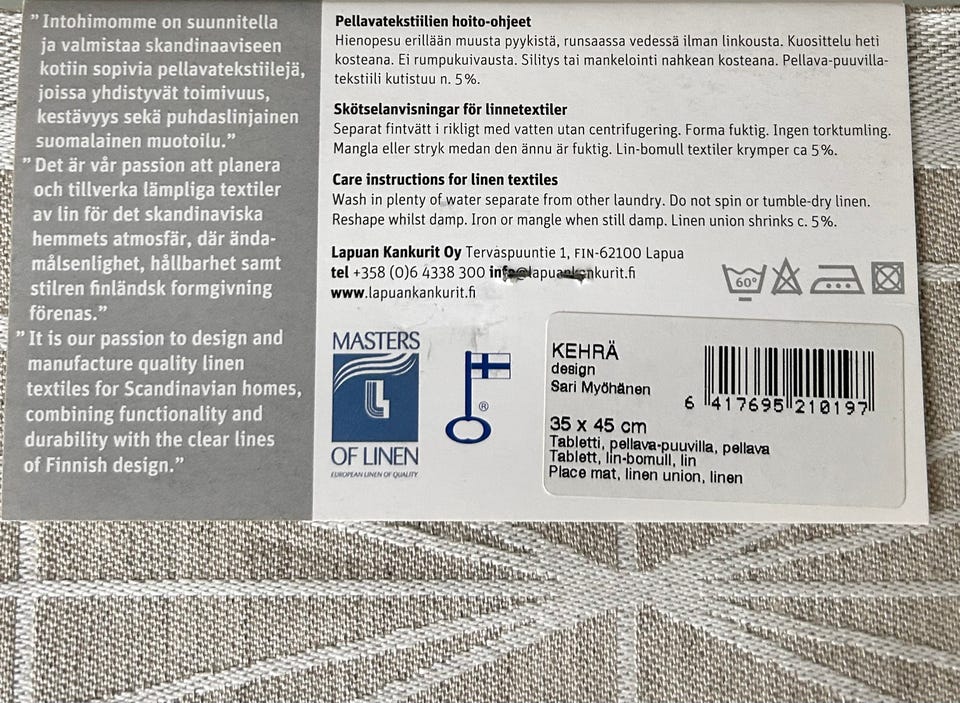 ”Intohimomme on suunnitella
ja valmistaa skandinaaviseen
kotiin sopivia pellavatekstiilejä,
joissa yhdistyvät toimivuus,
kestävyys sekä puhdaslinjainen
suomalainen muotoilu.”
”Det är vår passion att planera
och tillverka lämpliga textiler
av lin för det skandinaviska
hemmets atmosfär, där ända-
målsenlighet, hållbarhet samt
stilren finländsk formgivning
förenas.”
”It is our passion to design and
manufacture quality linen
textiles for Scandinavian homes,
combining functionality and
durability with the clear lines
of Finnish design.”
Pellavatekstiilien hoito-ohjeet
Hienopesu erillään muusta pyykistä, runsaassa vedessä ilman linkousta. Kuosittelu heti
kosteana. Ei rumpukuivausta. Silitys tai mankelointi nahkean kosteana. Pellava-puuvilla-
tekstiili kutistuu n. 5%.
Skötselanvisningar för linnetextiler
Separat fintvätt i rikligt med vatten utan centrifugering. Forma fuktig. Ingen torktumling.
Mangla eller stryk medan den ännu är fuktig. Lin-bomull textiler krymper ca 5%.
Care instructions for linen textiles
Wash in plenty of water separate from other laundry. Do not spin or tumble-dry linen.
Reshape whilst damp. Iron or mangle when still damp. Linen union shrinks c. 5%.
Lapuan Kankurit Oy Terväspuntie 1, FIN-62100 Lapua
tel +358 (0)6 4338 300 info@lapuankankurit.fi
www.lapuankankurit.fi
60°
MASTERS
L
OF LINEN
EUROPEAN LINEN OF QUALITY
®
KEHRÄ
design
Sari Myöhänen
6 417695 210197
35 x 45 cm
Tabletti, pellava-puuvilla, pellava
Tablett, lin-bomull, lin
Place mat, linen union, linen